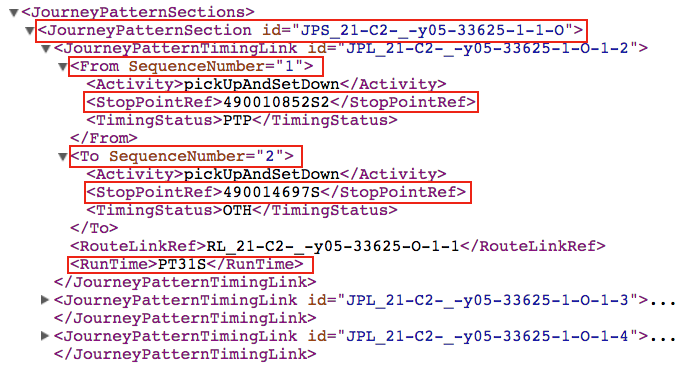 ▼<JourneyPatternSections>
▼<JourneyPatternSection id="JPS_21-C2-_-y05-33625-1-1-O">
▼<JourneyPatternTimingLink id="JPL_21-C2-_-y05-33625-1-O-1-2">
▼<From SequenceNumber="1">
<Activity>pickUpAndSetDown</Activity>
<StopPointRef>490010852S2</StopPointRef>
<TimingStatus>PTP</TimingStatus>
</From>
▼<To SequenceNumber="2">
<Activity>pickUpAndSetDown</Activity>
<StopPointRef>490014697S</StopPointRef>
<TimingStatus>OTH</TimingStatus>
</To>
<RouteLinkRef>RL_21-C2-_-y05-33625-O-1-1</RouteLinkRef>
<RunTime>PT31S</RunTime>
</JourneyPatternTimingLink>
▶<JourneyPatternTimingLink id="JPL_21-C2-_-y05-33625-1-O-1-3">...
</JourneyPatternTimingLink>
▶<JourneyPatternTimingLink id="JPL_21-C2-_-y05-33625-1-O-1-4">...
</JourneyPatternTimingLink>